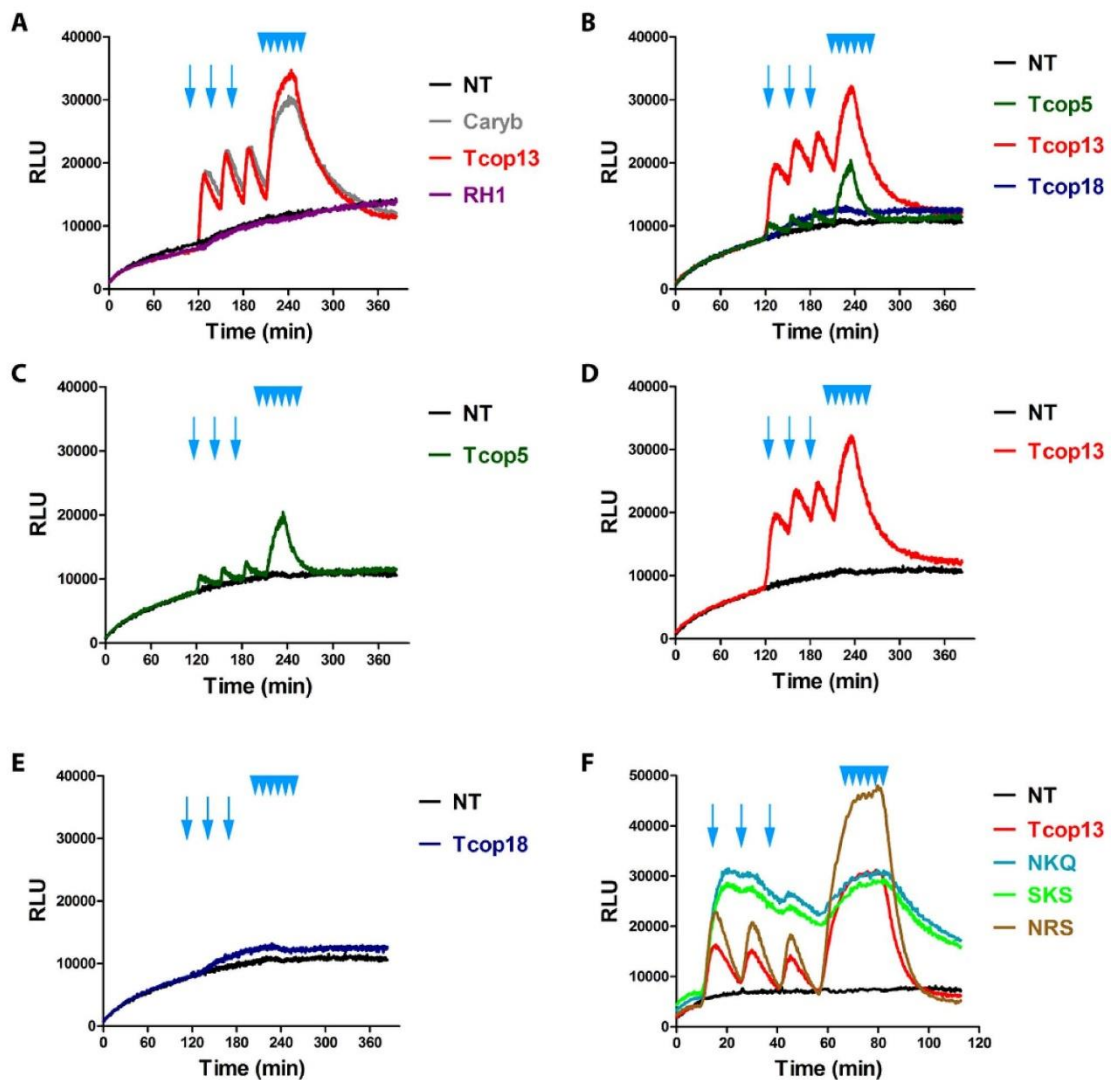 A
40000
30000
20000
10000
0
RLU
0 60 120 180 240 300 360
Time (min)
NT
Caryb
Tcop13
RH1
B
40000
30000
20000
10000
0
RLU
0 60 120 180 240 300 360
Time (min)
NT
Tcop5
Tcop13
Tcop18
C
40000
30000
20000
10000
0
RLU
0 60 120 180 240 300 360
Time (min)
NT
Tcop5
D
40000
30000
20000
10000
0
RLU
0 60 120 180 240 300 360
Time (min)
NT
Tcop13
E
40000
30000
20000
10000
0
RLU
0 60 120 180 240 300 360
Time (min)
NT
Tcop18
F
50000
40000
30000
20000
10000
0
RLU
0 20 40 60 80 100 120
Time (min)
NT
Tcop13
NKQ
SKS
NRS